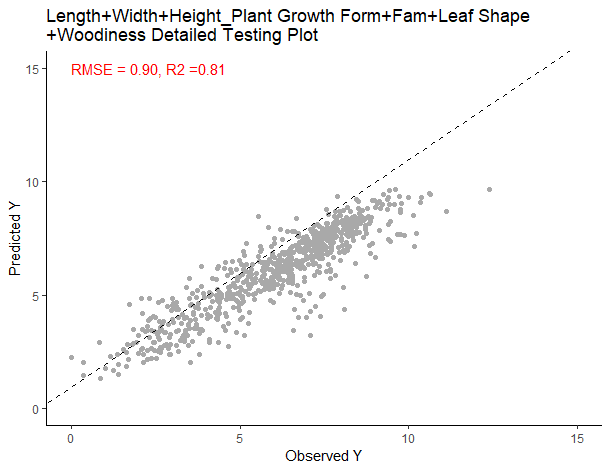 Length+Width+Height_Plant Growth Form+Fam+Leaf Shape
+Woodiness Detailed Testing Plot
RMSE = 0.90, R2 =0.81
15
10
5
0
Predicted Y
0 5 10 15
Observed Y